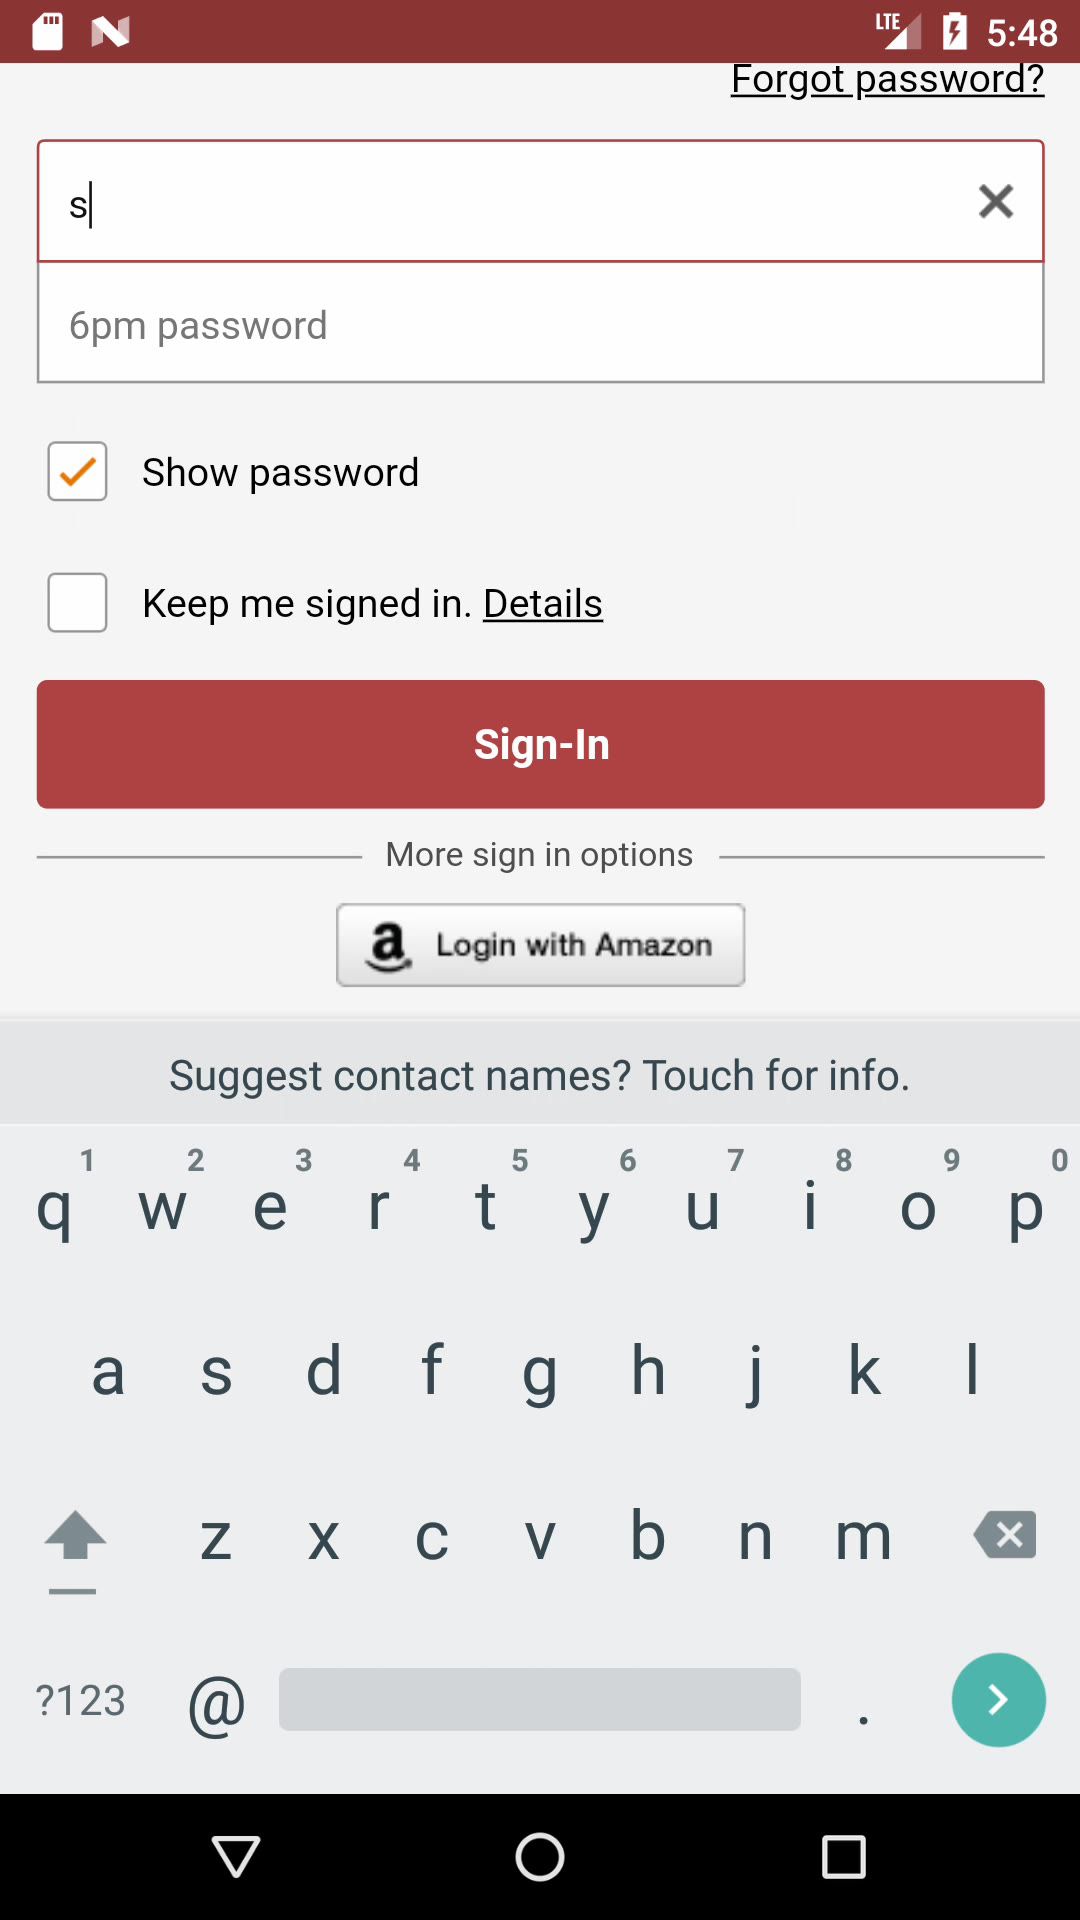 LTE 5:48
Forgot password?
s
6pm password
Show password
Keep me signed in. Details
Sign-In
More sign in options
a Login with Amazon
Suggest contact names? Touch for info.
1 2 3 4 5 6 7 8 9 0
q w e r t y u i o p
a s d f g h j k l
z x c v b n m
?123 @ .